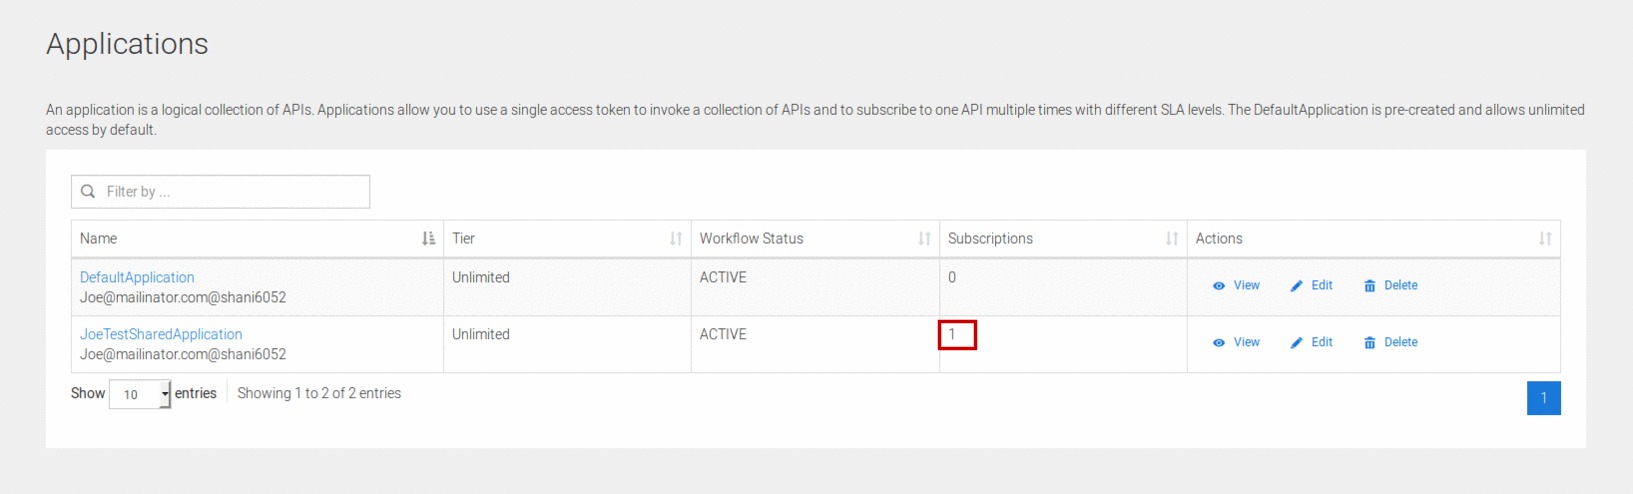 Applications
An application is a logical collection of APIs. Applications allow you to use a single access token to invoke a collection of APIs and to subscribe to one API multiple times with different SLA levels. The DefaultApplication is pre-created and allows unlimited
access by default.
Filter by ...
Name Tier Workflow Status Subscriptions Actions
DefaultApplication Unlimited ACTIVE 0 View Edit Delete
Joe@mailinator.com@shani6052
JoeTestSharedApplication Unlimited ACTIVE 1 View Edit Delete
Joe@mailinator.com@shani6052
Show 10 entries Showing 1 to 2 of 2 entries 1